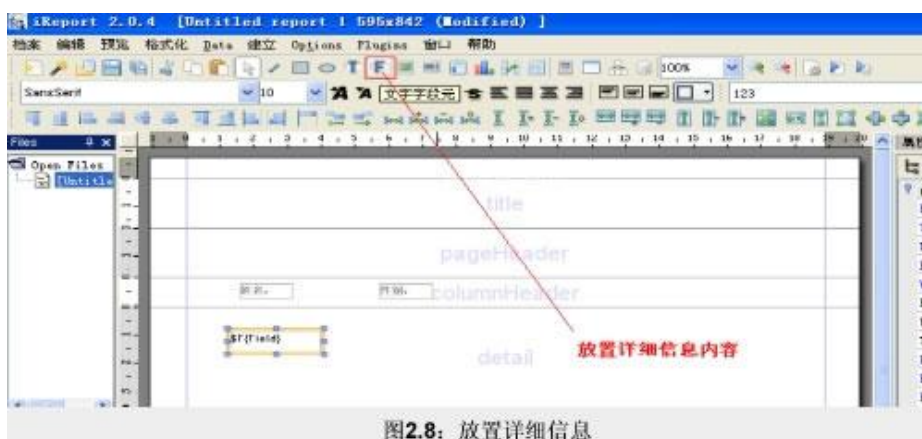 iReport 2.0.4 [Untitled report 1 595x842 (Modified) ]
档案 编辑 预览 格式化 Data 建立 Options Plugins 窗口 帮助
T F 100%
SansSerif 10 A A 文字字段元 S 123
Files
Open Files
[Untitle
title
pageHeader
columnHeader
$F{Field}
detail
放置详细信息内容
图2.8：放置详细信息